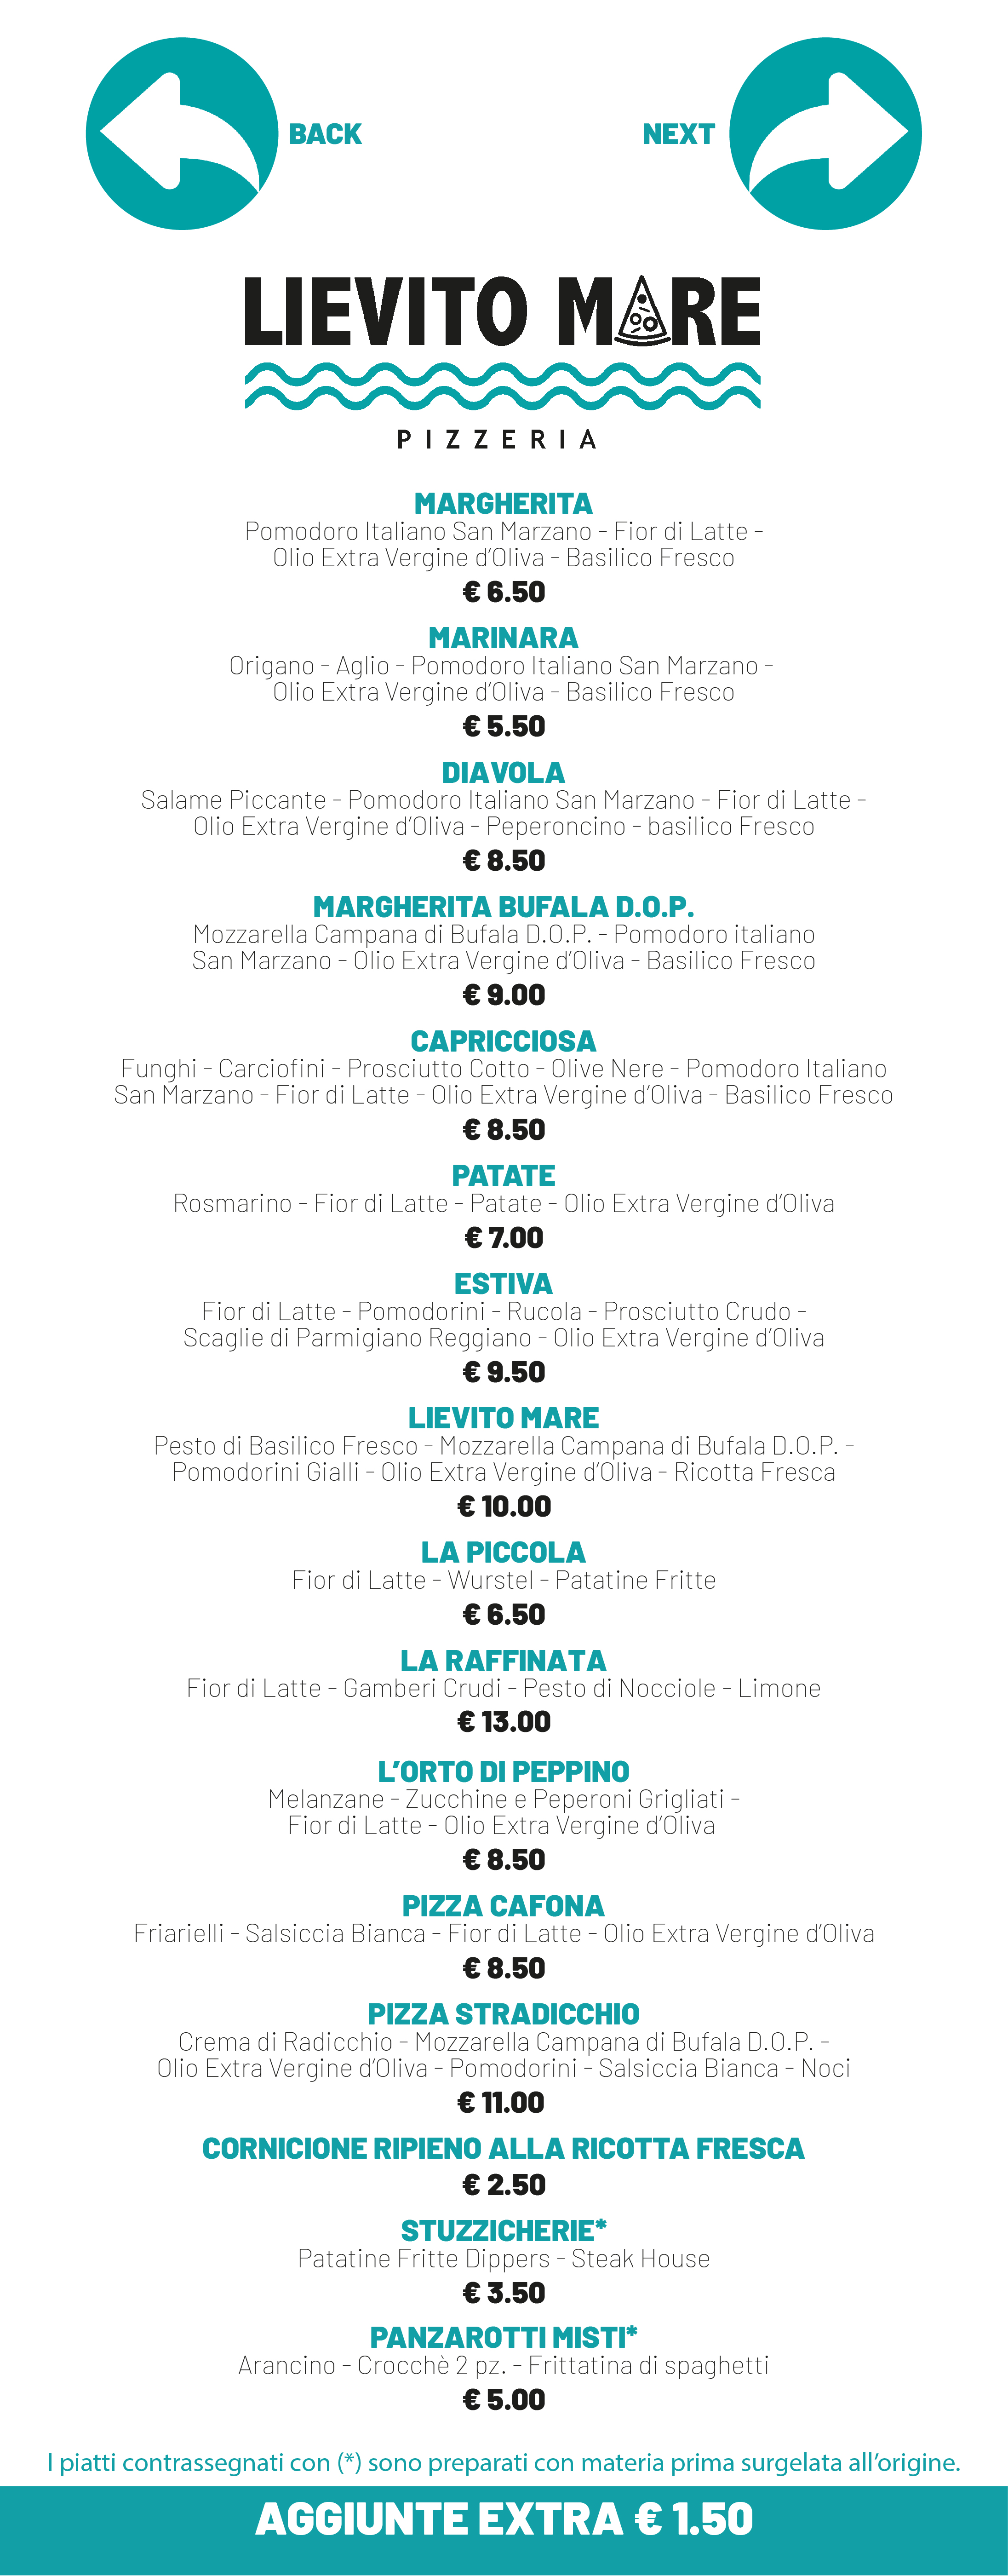 BACK
NEXT
LIEVITO MARE
PIZZERIA
MARGHERITA
Pomodoro Italiano San Marzano - Fior di Latte -
Olio Extra Vergine d'Oliva - Basilico Fresco
€ 6.50
MARINARA
Origano - Aglio - Pomodoro Italiano San Marzano -
Olio Extra Vergine d'Oliva - Basilico Fresco
€ 5.50
DIAVOLA
Salame Piccante - Pomodoro Italiano San Marzano - Fior di Latte -
Olio Extra Vergine d'Oliva - Peperoncino - basilico Fresco
€ 8.50
MARGHERITA BUFALA D.O.P.
Mozzarella Campana di Bufala D.O.P. - Pomodoro italiano
San Marzano - Olio Extra Vergine d'Oliva - Basilico Fresco
€ 9.00
CAPRICCIOSA
Funghi - Carciofini - Prosciutto Cotto - Olive Nere - Pomodoro Italiano
San Marzano - Fior di Latte - Olio Extra Vergine d'Oliva - Basilico Fresco
€ 8.50
PATATE
Rosmarino - Fior di Latte - Patate - Olio Extra Vergine d'Oliva
€ 7.00
ESTIVA
Fior di Latte - Pomodorini - Rucola - Prosciutto Crudo -
Scaglie di Parmigiano Reggiano - Olio Extra Vergine d'Oliva
€ 9.50
LIEVITO MARE
Pesto di Basilico Fresco - Mozzarella Campana di Bufala D.O.P. -
Pomodorini Gialli - Olio Extra Vergine d'Oliva - Ricotta Fresca
€ 10.00
LA PICCOLA
Fior di Latte - Wurstel - Patatine Fritte
€ 6.50
LA RAFFINATA
Fior di Latte - Gamberi Crudi - Pesto di Nocciole - Limone
€ 13.00
L'ORTO DI PEPPINO
Melanzane - Zucchine e Peperoni Grigliati -
Fior di Latte - Olio Extra Vergine d'Oliva
€ 8.50
PIZZA CAFONA
Friarielli - Salsiccia Bianca - Fior di Latte - Olio Extra Vergine d'Oliva
€ 8.50
PIZZA STRADICCHIO
Crema di Radicchio - Mozzarella Campana di Bufala D.O.P. -
Olio Extra Vergine d'Oliva - Pomodorini - Salsiccia Bianca - Noci
€ 11.00
CORNICIONE RIPIENO ALLA RICOTTA FRESCA
€ 2.50
STUZZICHERIE*
Patatine Fritte Dippers - Steak House
€ 3.50
PANZAROTTI MISTI*
Arancino - Crocchè 2 pz. - Frittatina di spaghetti
€ 5.00
I piatti contrassegnati con (*) sono preparati con materia prima surgelata all'origine.
AGGIUNTE EXTRA € 1.50